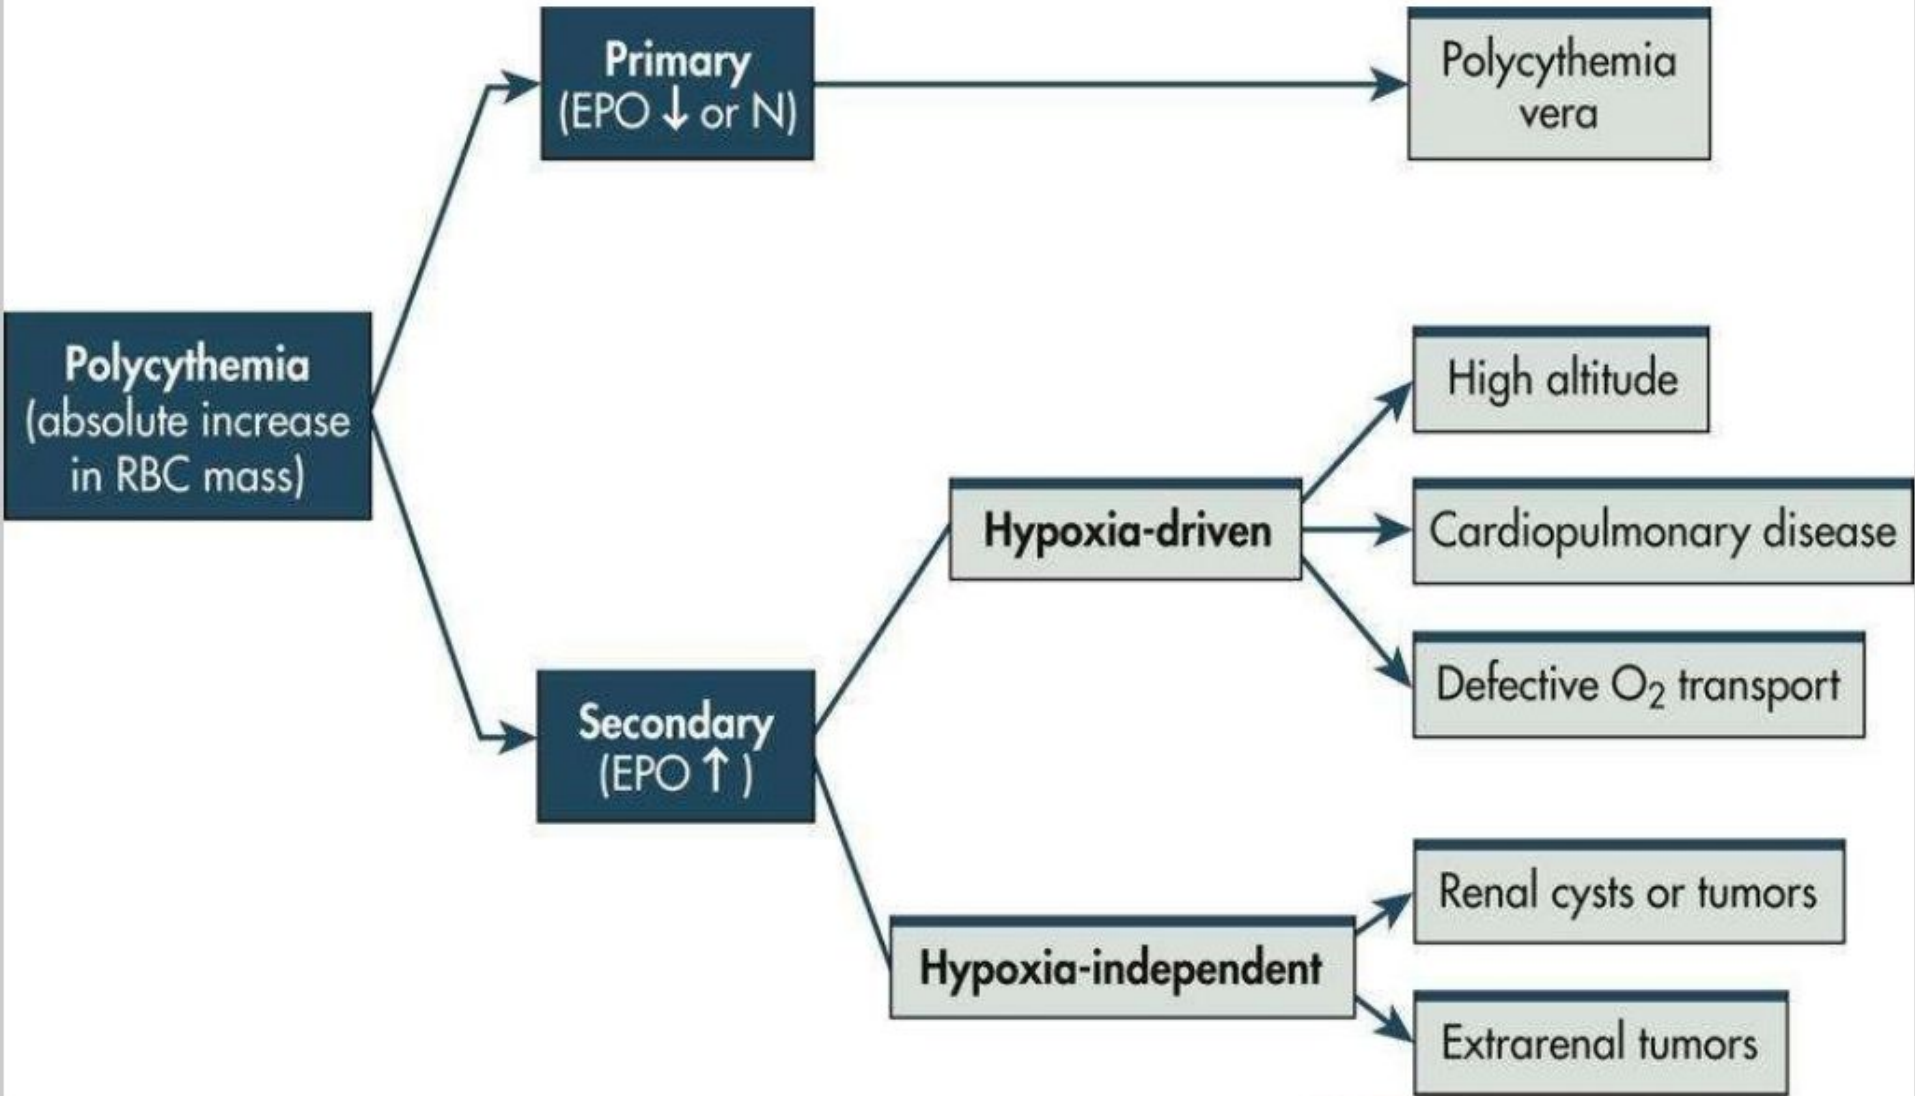 Primary
(EPO ↓ or N)
Polycythemia
vera
Polycythemia
(absolute increase
in RBC mass)
High altitude
Hypoxia-driven
Cardiopulmonary disease
Defective O₂ transport
Secondary
(EPO ↑ )
Renal cysts or tumors
Hypoxia-independent
Extrarenal tumors